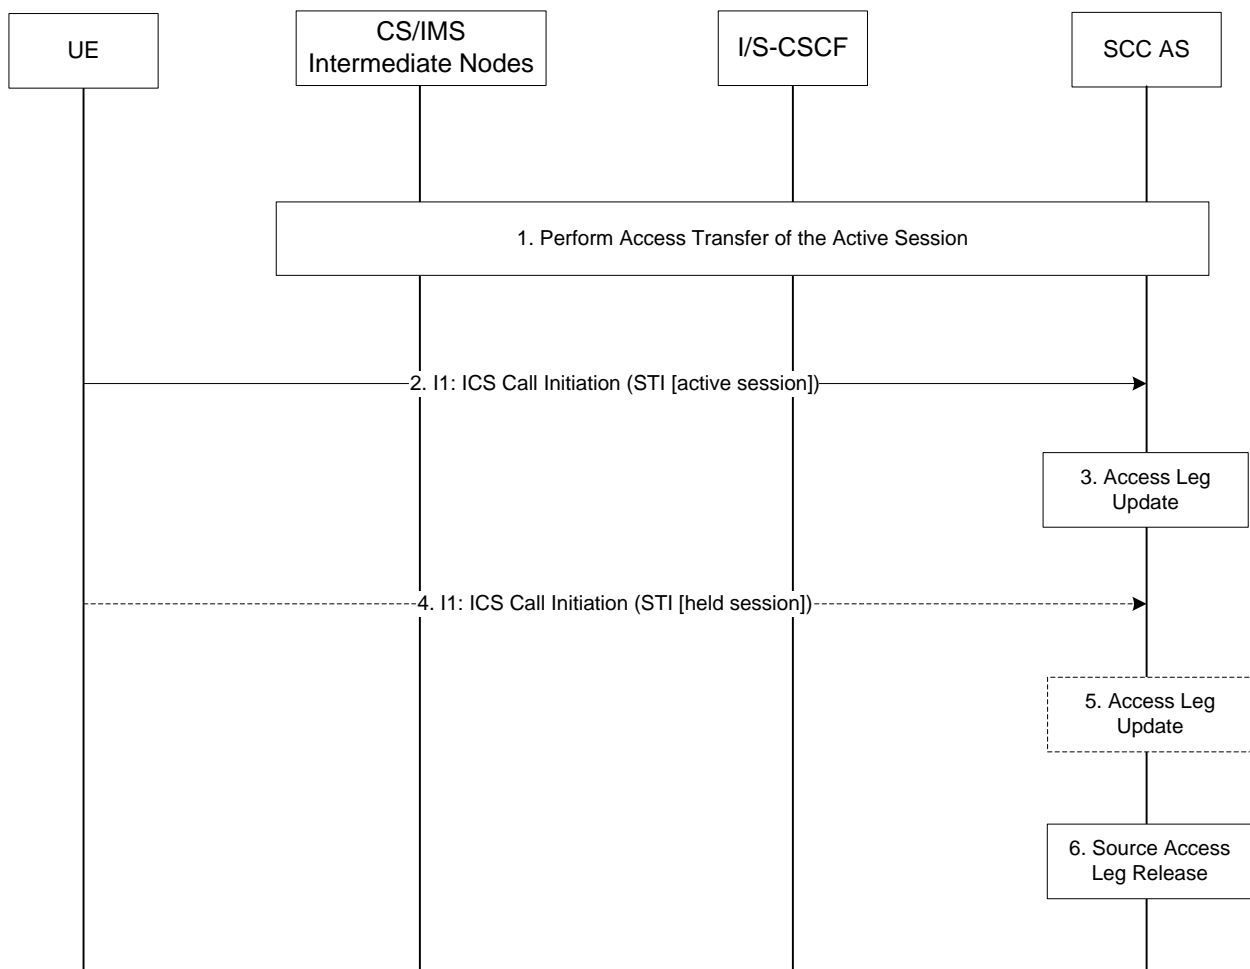 UE
CS/IMS
Intermediate Nodes
I/S-CSCF
SCC AS
1. Perform Access Transfer of the Active Session
2. I1: ICS Call Initiation (STI [active session])
3. Access Leg
Update
4. I1: ICS Call Initiation (STI [held session])
5. Access Leg
Update
6. Source Access
Leg Release